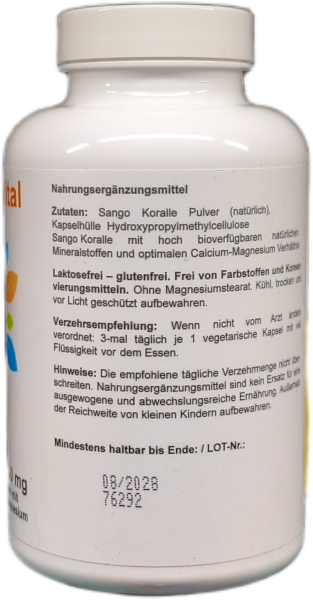 ital
Nahrungsergänzungsmittel
Zutaten: Sango Koralle Pulver (natürlich),
Kapselhülle Hydroxypropylmethylcellulose
Sango Koralle mit hoch bioverfügbaren natürlichen
Mineralstoffen und optimalen Calcium-Magnesium Verhältnis
Laktosefrei – glutenfrei. Frei von Farbstoffen und Konser
vierungsmitteln. Ohne Magnesiumstearat. Kühl, trocken und
vor Licht geschützt aufbewahren.
Verzehrsempfehlung: Wenn nicht vom Arzt anders
verordnet: 3-mal täglich je 1 vegetarische Kapsel mit viel
Flüssigkeit vor dem Essen.
Hinweise: Die empfohlene tägliche Verzehrmenge nicht über
schreiten. Nahrungsergänzungsmittel sind kein Ersatz für eine
ausgewogene und abwechslungsreiche Ernährung. Außerhalb
der Reichweite von kleinen Kindern aufbewahren.
Mindestens haltbar bis Ende: / LOT-Nr.:
08/2028
76292
0 mg
mit